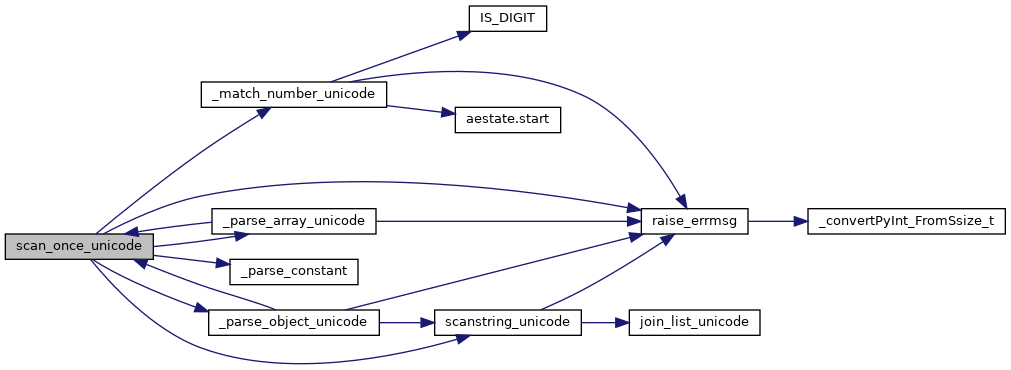 IS_DIGIT
_match_number_unicode
aestate.start
_parse_array_unicode
raise_errmsg
_convertPyInt_FromSsize_t
scan_once_unicode
_parse_constant
_parse_object_unicode
scanstring_unicode
join_list_unicode